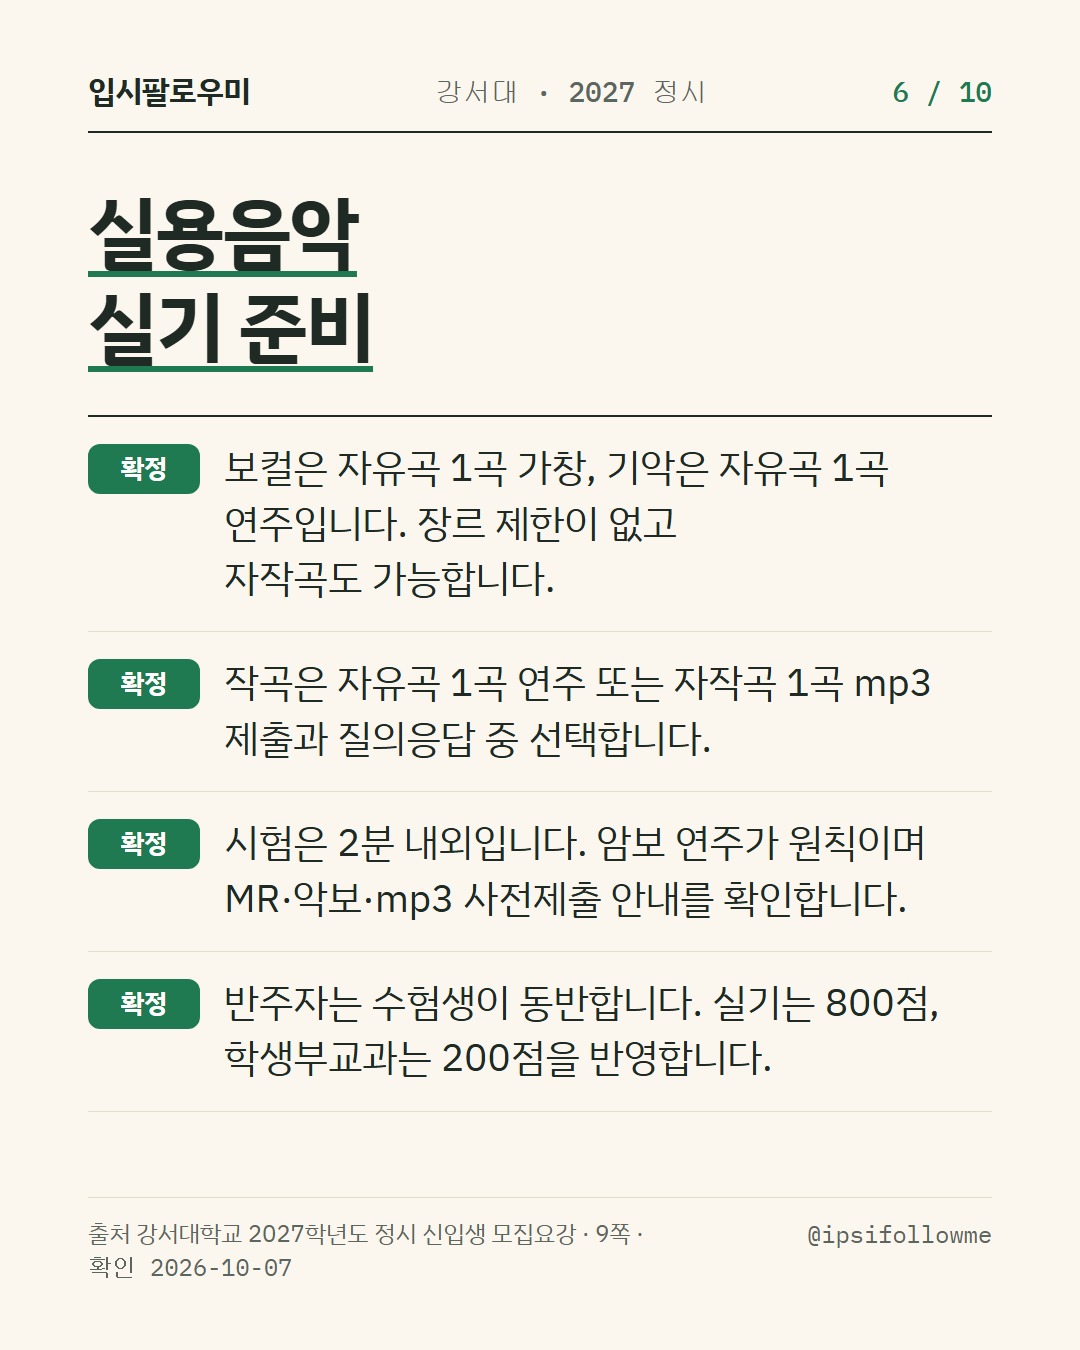 입시팔로우미
강서대 · 2027 정시
6 / 10
실용음악
실기 준비
확정
보컬은 자유곡 1곡 가창, 기악은 자유곡 1곡
연주입니다. 장르 제한이 없고
자작곡도 가능합니다.
확정
작곡은 자유곡 1곡 연주 또는 자작곡 1곡 mp3
제출과 질의응답 중 선택합니다.
확정
시험은 2분 내외입니다. 암보 연주가 원칙이며
MR·악보·mp3 사전제출 안내를 확인합니다.
확정
반주자는 수험생이 동반합니다. 실기는 800점,
학생부교과는 200점을 반영합니다.
출처 강서대학교 2027학년도 정시 신입생 모집요강 · 9쪽 ·
확인 2026-10-07
@ipsifollowme